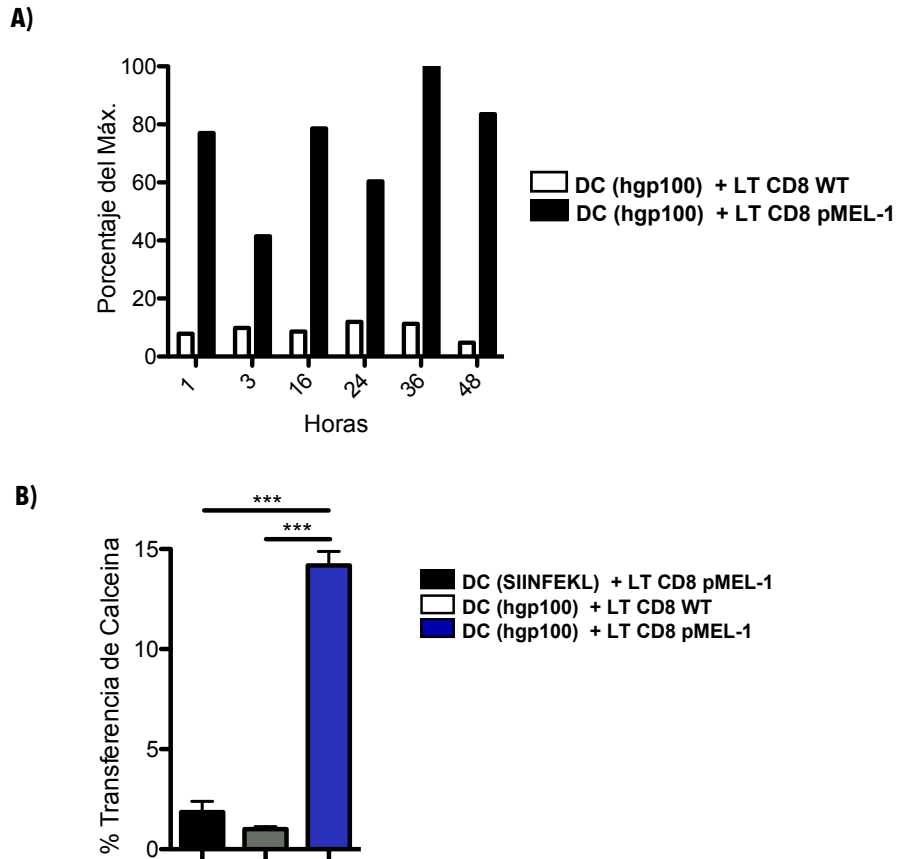 A)
Porcentaje del Máx.
100
80
60
40
20
0
1 3 16 24 36 48
Horas
DC (hgp100) + LT CD8 WT
DC (hgp100) + LT CD8 pMEL-1
B)
% Transferencia de Calceina
15
10
5
0
***
***
DC (SIINFEKL) + LT CD8 pMEL-1
DC (hgp100) + LT CD8 WT
DC (hgp100) + LT CD8 pMEL-1